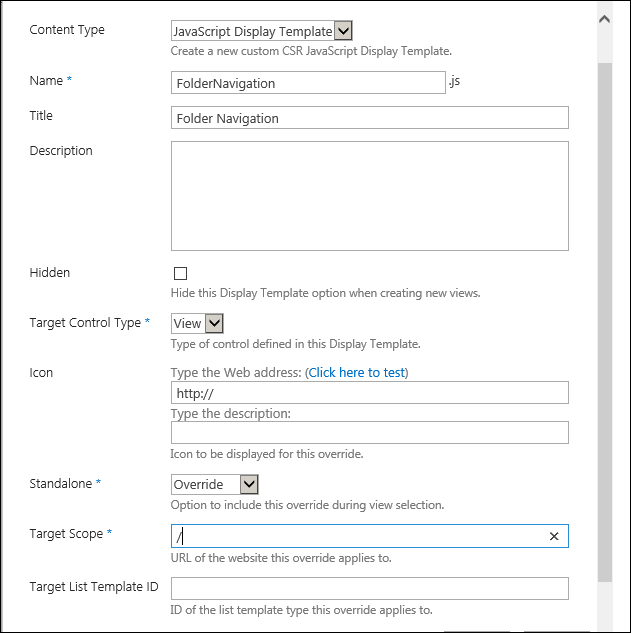 Content Type JavaScript Display Template
Create a new custom CSR JavaScript Display Template.
Name * FolderNavigation .js
Title Folder Navigation
Description
Hidden
Hide this Display Template option when creating new views.
Target Control Type * View
Type of control defined in this Display Template.
Icon Type the Web address: (Click here to test)
http://
Type the description:
Icon to be displayed for this override.
Standalone * Override
Option to include this override during view selection.
Target Scope * /
URL of the website this override applies to.
Target List Template ID
ID of the list template type this override applies to.